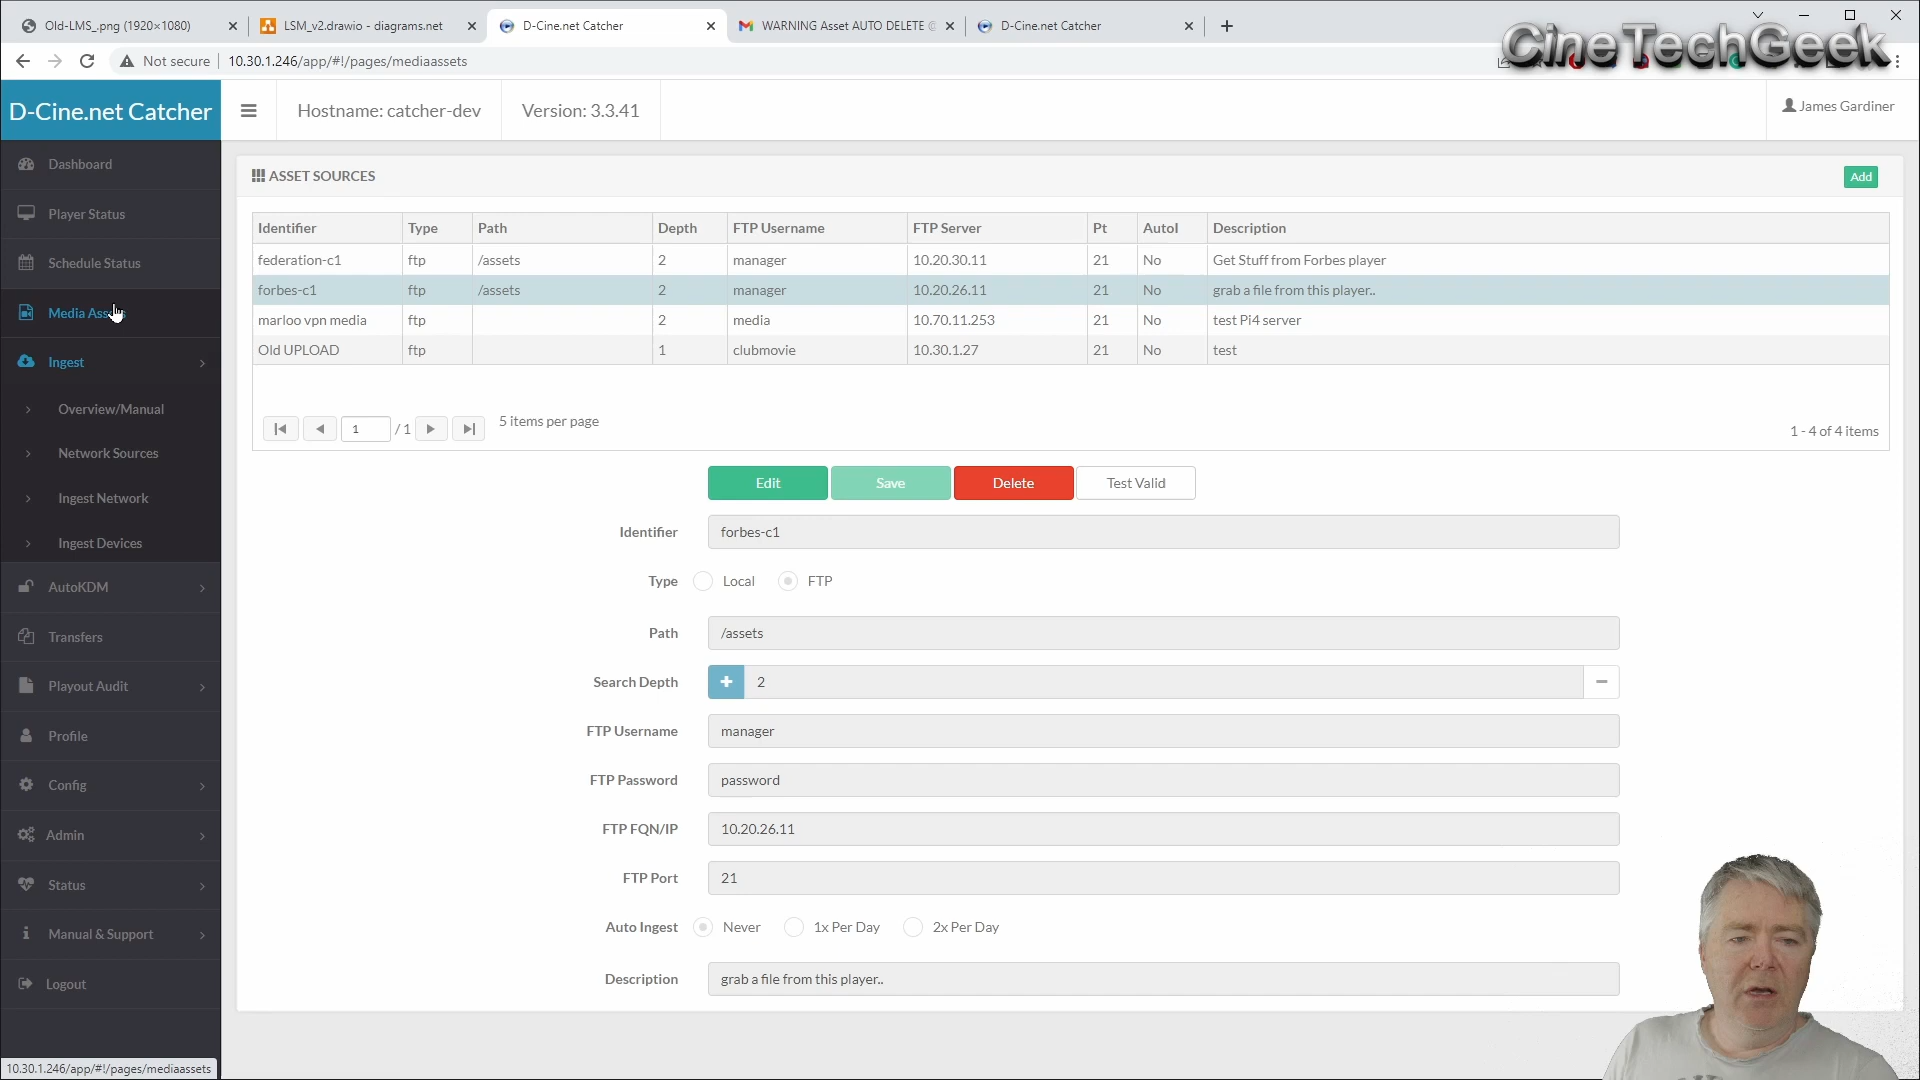 Old-LMS_.png (1920×1080)
LSM_v2.drawio - diagrams.net
D-Cine.net Catcher
WARNING Asset AUTO DELETE
D-Cine.net Catcher
Not secure
10.30.1.246/app/#!/pages/mediaassets
CineTechGeek
D-Cine.net Catcher
Hostname: catcher-dev
Version: 3.3.41
James Gardiner
Dashboard
Player Status
Schedule Status
Media Ass
Ingest
Overview/Manual
Network Sources
Ingest Network
Ingest Devices
AutoKDM
Transfers
Playout Audit
Profile
Config
Admin
Status
Manual & Support
Logout
10.30.1.246/app/#!/pages/mediaassets
ASSET SOURCES
Add
Identifier Type Path Depth FTP Username FTP Server Pt AutoI Description
federation-c1 ftp /assets 2 manager 10.20.30.11 21 No Get Stuff from Forbes player
forbes-c1 ftp /assets 2 manager 10.20.26.11 21 No grab a file from this player..
marloo vpn media ftp 2 media 10.70.11.253 21 No test Pi4 server
Old UPLOAD ftp 1 clubmovie 10.30.1.27 21 No test
1 / 1 5 items per page
1 - 4 of 4 items
Edit Save Delete Test Valid
Identifier forbes-c1
Type Local FTP
Path /assets
Search Depth 2
FTP Username manager
FTP Password password
FTP FQN/IP 10.20.26.11
FTP Port 21
Auto Ingest Never 1x Per Day 2x Per Day
Description grab a file from this player..